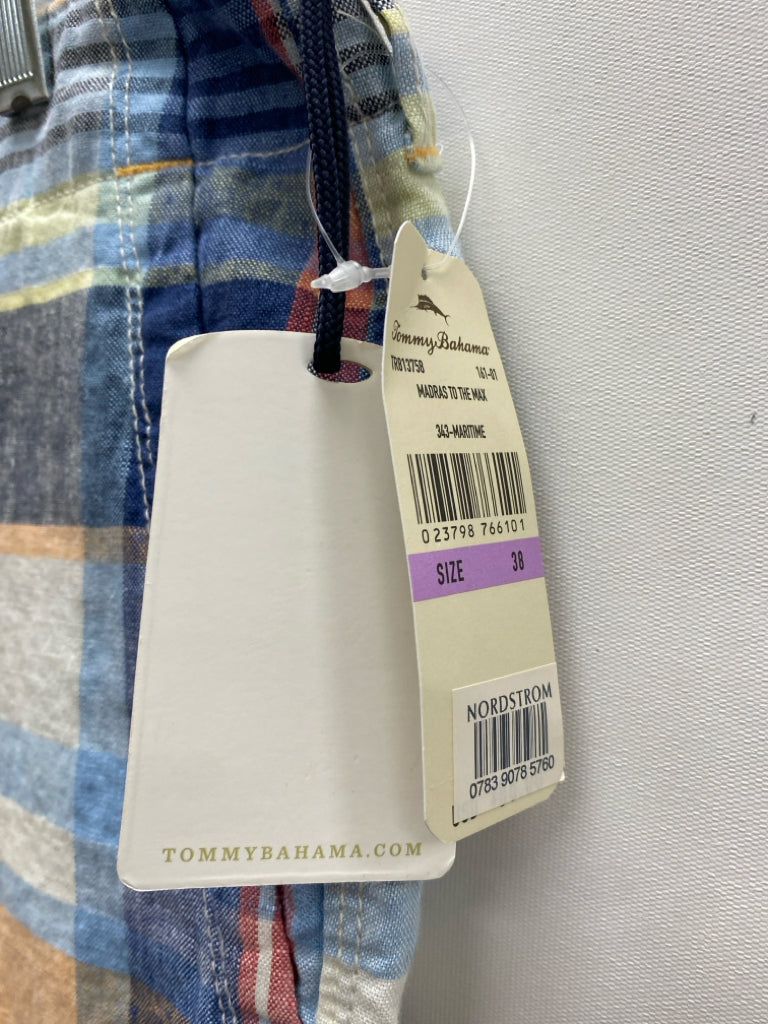 Tommy Bahama
TR813758 161-01
MADRAS TO THE MAX
343-MARITIME
0 23798 766101
SIZE 38
NORDSTROM
0783 9078 5760
TOMMYBAHAMA.COM